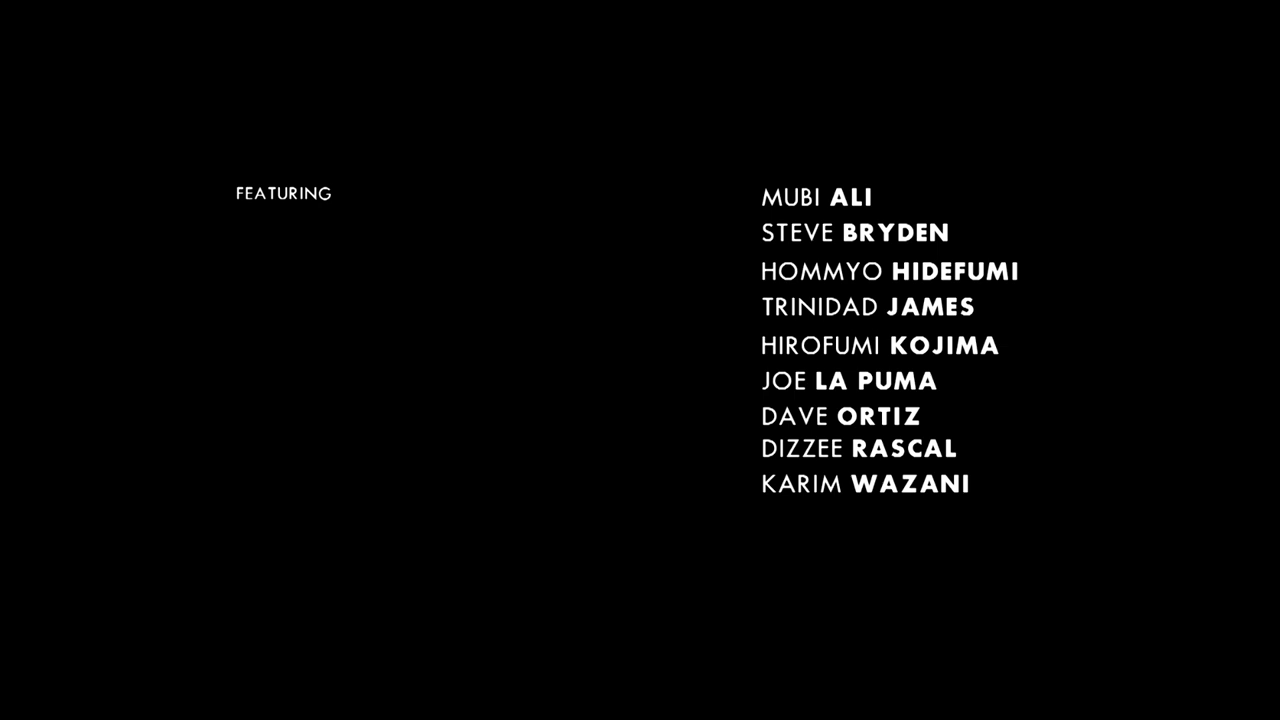 FEATURING
MUBI ALI
STEVE BRYDEN
HOMMYO HIDEFUMI
TRINIDAD JAMES
HIROFUMI KOJIMA
JOE LA PUMA
DAVE ORTIZ
DIZZEE RASCAL
KARIM WAZANI